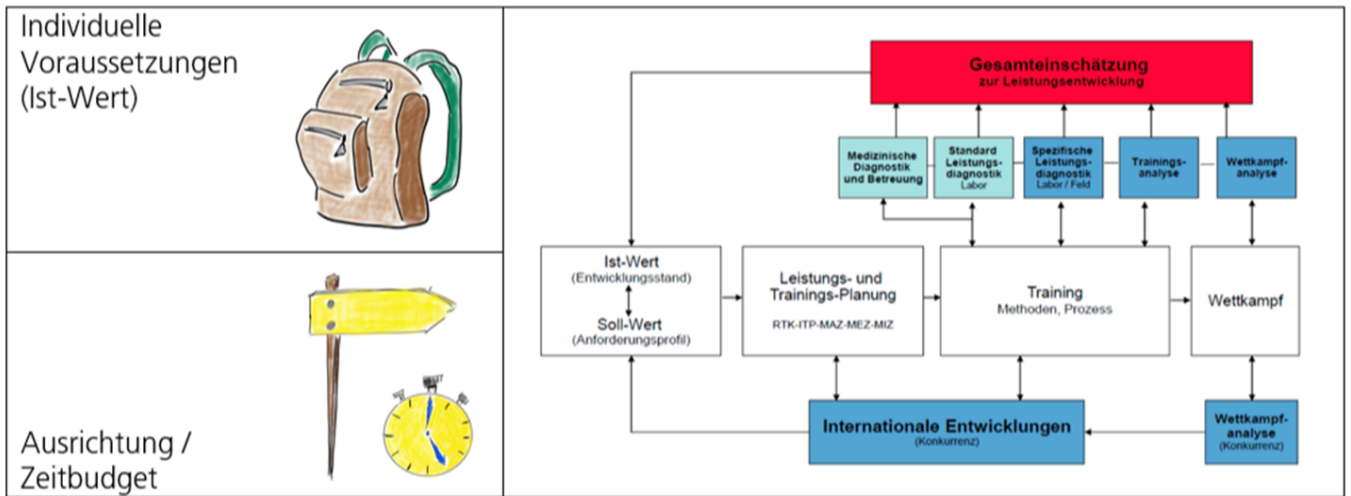 Individuelle
Voraussetzungen
(Ist-Wert)
Ausrichtung /
Zeitbudget
Gesamteinschätzung
zur Leistungsentwicklung
Medizinische
Diagnostik
und Betreuung
Standard
Leistungs-
diagnostik
Labor
Spezifische
Leistungs-
diagnostik
Labor / Feld
Trainings-
analyse
Wettkampf-
analyse
Ist-Wert
(Entwicklungsstand)
Soll-Wert
(Anforderungsprofil)
Leistungs- und
Trainings-Planung
RTK-ITP-MAZ-MEZ-MIZ
Training
Methoden, Prozess
Wettkampf
Internationale Entwicklungen
(Konkurrenz)
Wettkampf-
analyse
(Konkurrenz)